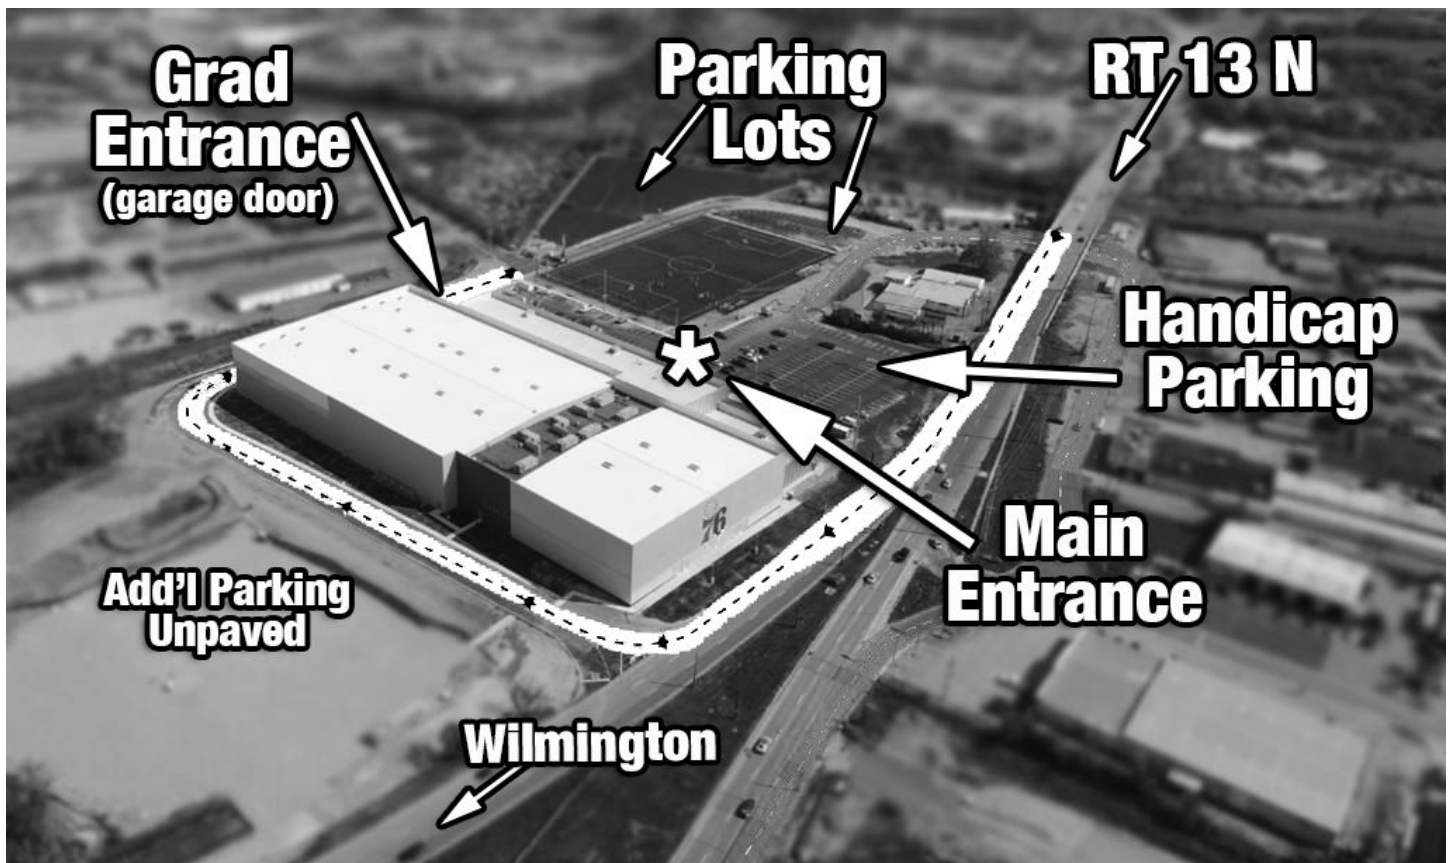 Grad
Entrance
(garage door)
Parking
Lots
RT 13 N
Handicap
Parking
*
76
Main
Entrance
Add'l Parking
Unpaved
Wilmington